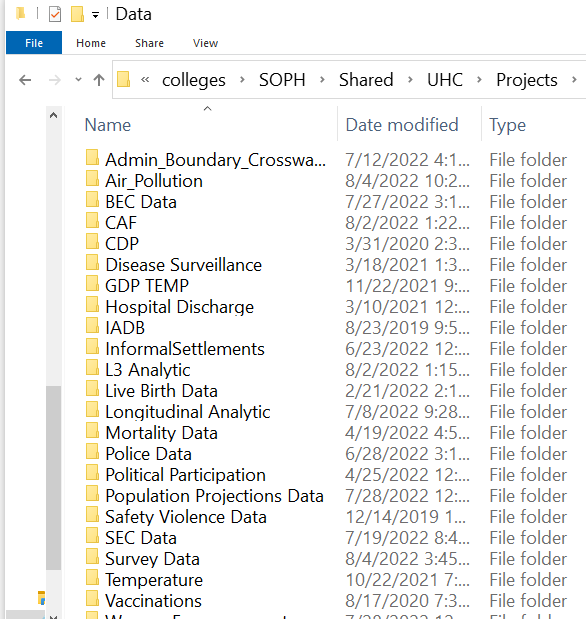 Data
File Home Share View
« colleges › SOPH › Shared › UHC › Projects ›
Name Date modified Type
Admin_Boundary_Crosswa... 7/12/2022 4:1... File folder
Air_Pollution 8/4/2022 10:2... File folder
BEC Data 7/27/2022 3:1... File folder
CAF 8/2/2022 1:22... File folder
CDP 3/31/2020 2:3... File folder
Disease Surveillance 3/18/2021 1:3... File folder
GDP TEMP 11/22/2021 9:... File folder
Hospital Discharge 3/10/2021 12:... File folder
IADB 8/23/2019 9:5... File folder
InformalSettlements 6/23/2022 12:... File folder
L3 Analytic 8/2/2022 1:15... File folder
Live Birth Data 2/21/2022 2:1... File folder
Longitudinal Analytic 7/8/2022 9:28... File folder
Mortality Data 4/19/2022 4:5... File folder
Police Data 6/28/2022 3:1... File folder
Political Participation 4/25/2022 12:... File folder
Population Projections Data 7/28/2022 12:... File folder
Safety Violence Data 12/14/2019 1... File folder
SEC Data 7/19/2022 8:4... File folder
Survey Data 8/4/2022 3:45... File folder
Temperature 10/22/2021 7:... File folder
Vaccinations 8/17/2020 7:3... File folder